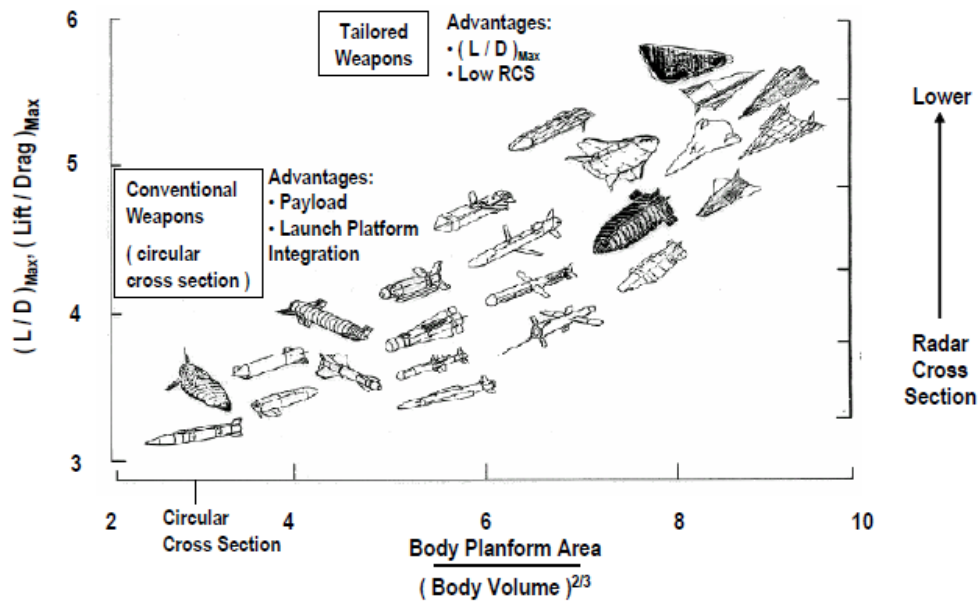 6
5
4
3
( L / D )Max, ( Lift / Drag )Max
Tailored
Weapons
Advantages:
• ( L / D )Max
• Low RCS
Conventional
Weapons
( circular
cross section )
Advantages:
• Payload
• Launch Platform
Integration
Lower
Radar
Cross
Section
2
4
6
8
10
Circular
Cross Section
Body Planform Area
( Body Volume )2/3